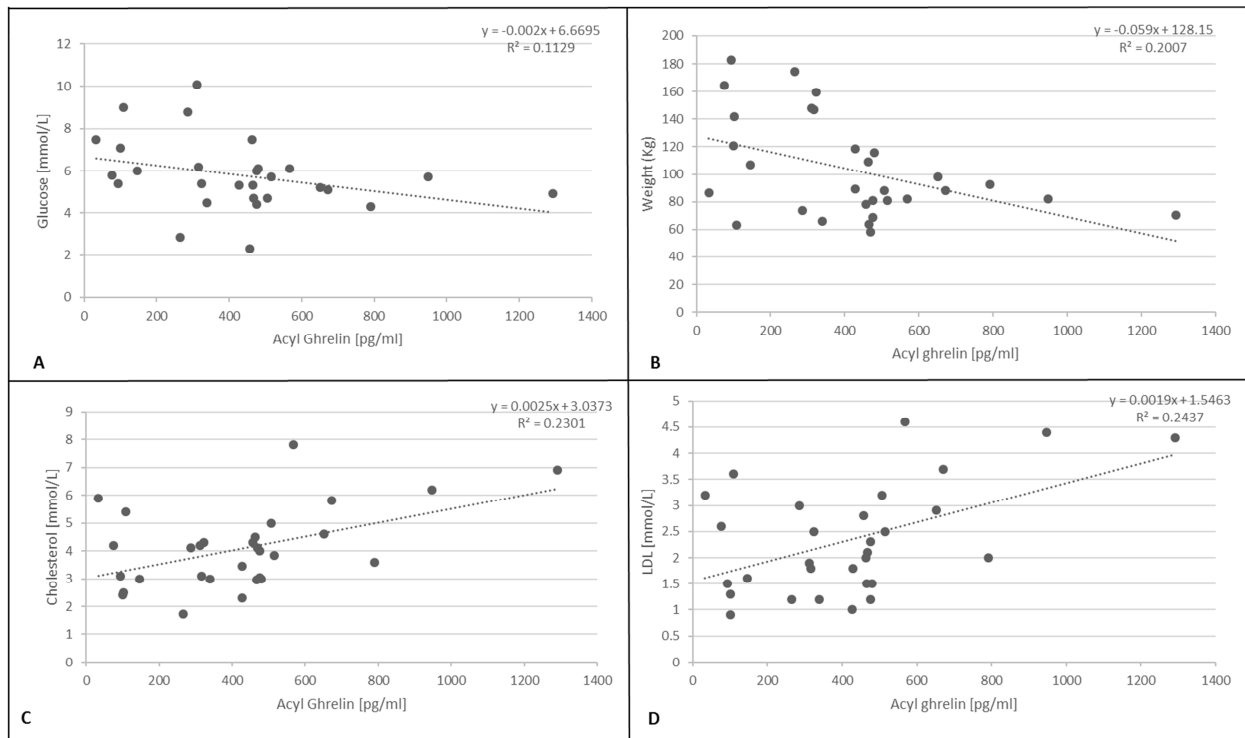 y = -0.002x + 6.6695
R² = 0.1129
12
10
8
6
4
2
0
Glucose [mmol/L]
0 200 400 600 800 1000 1200 1400
Acyl Ghrelin [pg/ml]
A
y = -0.059x + 128.15
R² = 0.2007
200
180
160
140
120
100
80
60
40
20
0
Weight (Kg)
0 200 400 600 800 1000 1200 1400
Acyl ghrelin [pg/ml]
B
y = 0.0025x + 3.0373
R² = 0.2301
9
8
7
6
5
4
3
2
1
0
Cholesterol [mmol/L]
0 200 400 600 800 1000 1200 1400
Acyl Ghrelin [pg/ml]
C
y = 0.0019x + 1.5463
R² = 0.2437
5
4.5
4
3.5
3
2.5
2
1.5
1
0.5
0
LDL [mmol/L]
0 200 400 600 800 1000 1200 1400
Acyl ghrelin [pg/ml]
D